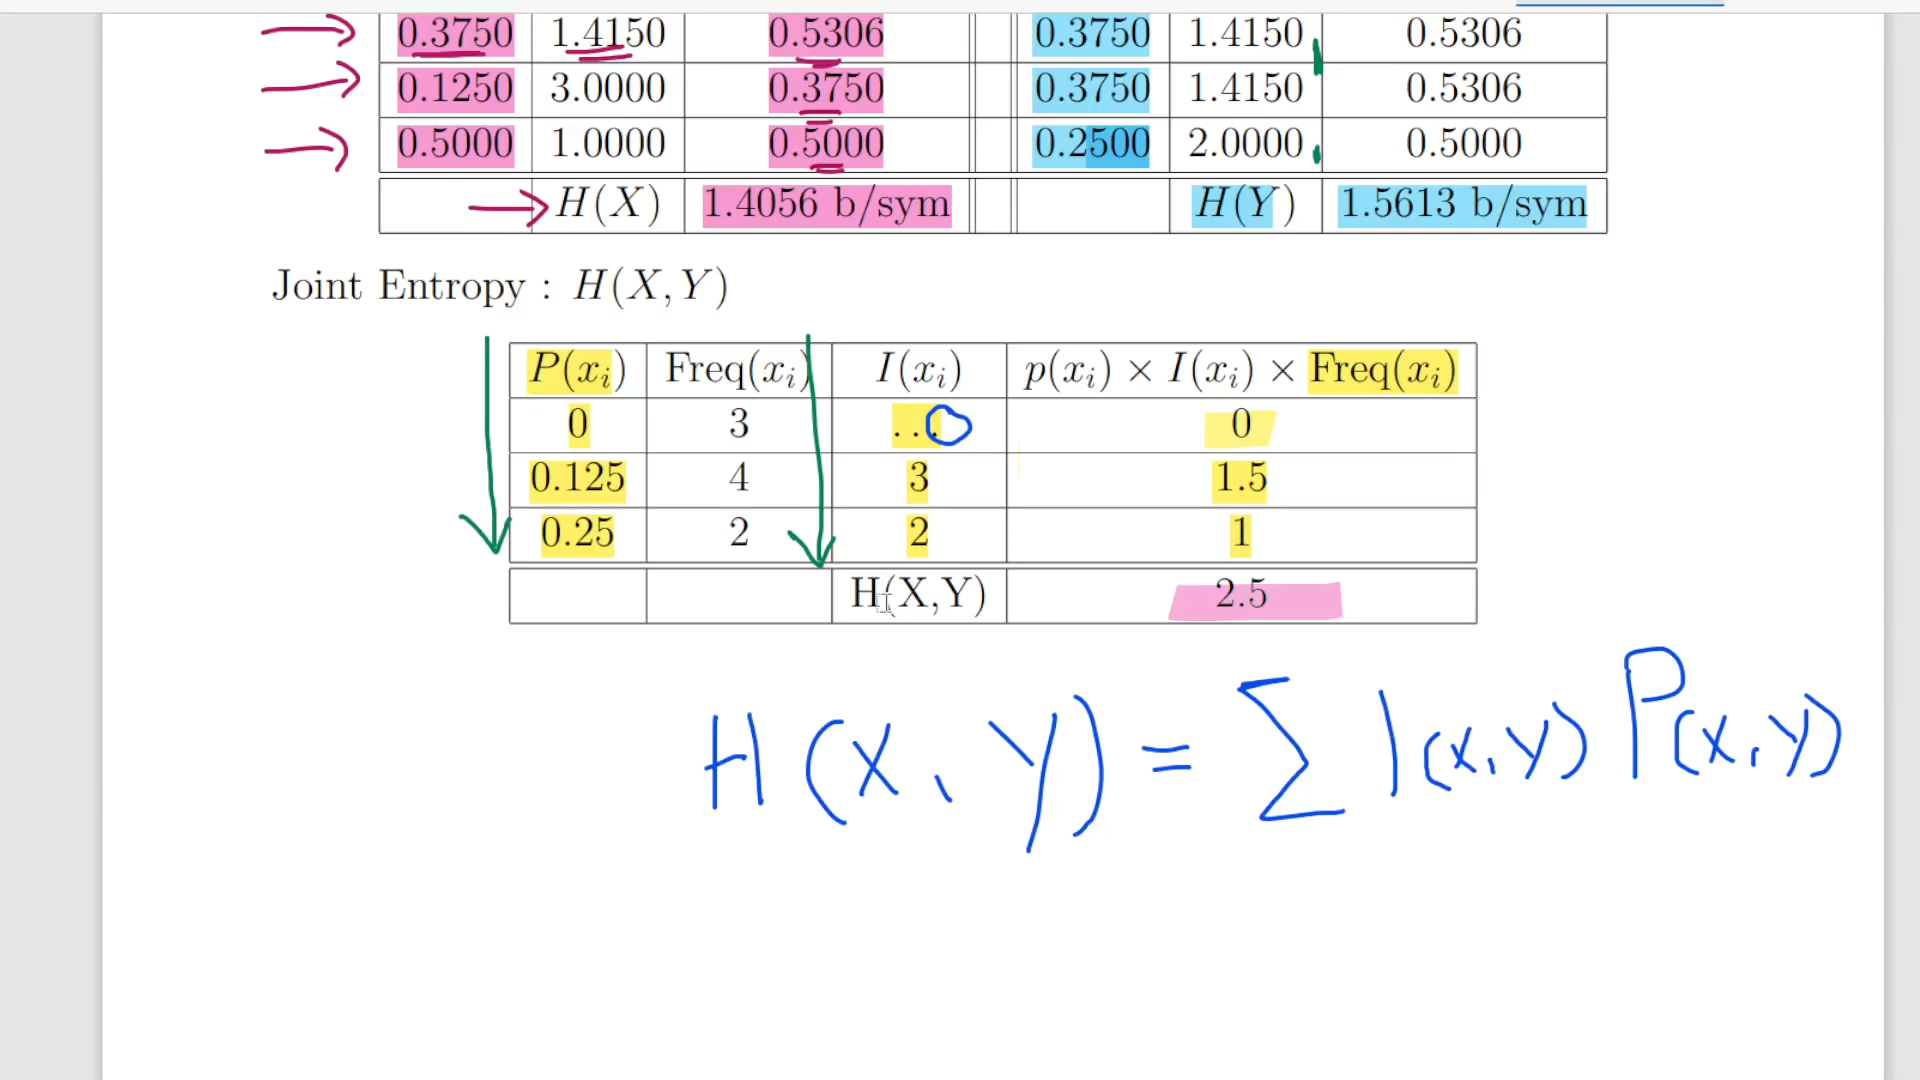 0.3750 1.4150 0.5306 0.3750 1.4150 0.5306
0.1250 3.0000 0.3750 0.3750 1.4150 0.5306
0.5000 1.0000 0.5000 0.2500 2.0000 0.5000
H(X) 1.4056 b/sym H(Y) 1.5613 b/sym
Joint Entropy : H(X, Y)
P(xᵢ) Freq(xᵢ) I(xᵢ) p(xᵢ) × I(xᵢ) × Freq(xᵢ)
0 3 ... 0
0.125 4 3 1.5
0.25 2 2 1
H(X,Y) 2.5
H(X, Y) = Σ I(x,y) P(x,y)